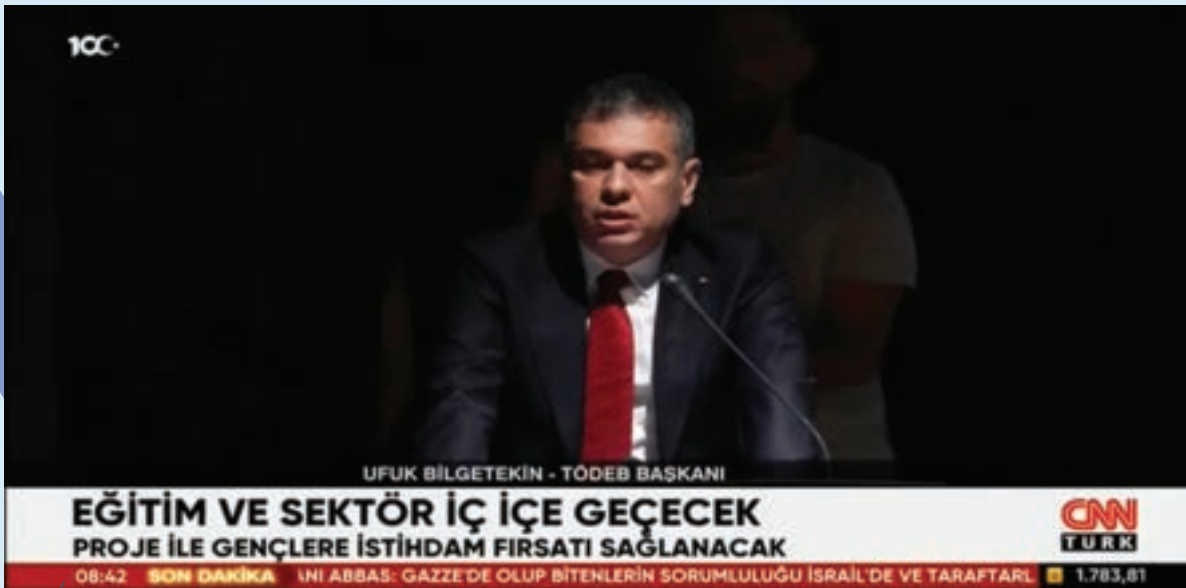 100
UFUK BİLGETEKİN - TÖDEB BAŞKANI
EĞİTİM VE SEKTÖR İÇ İÇE GEÇECEK
PROJE İLE GENÇLERE İSTİHDAM FIRSATI SAĞLANACAK
CNN
TURK
08:42 SON DAKİKA ANI ABBAS: GAZZE'DE OLUP BİTENLERİN SORUMLULUĞU İSRAİL'DE VE TARAFTARL 1.783,81